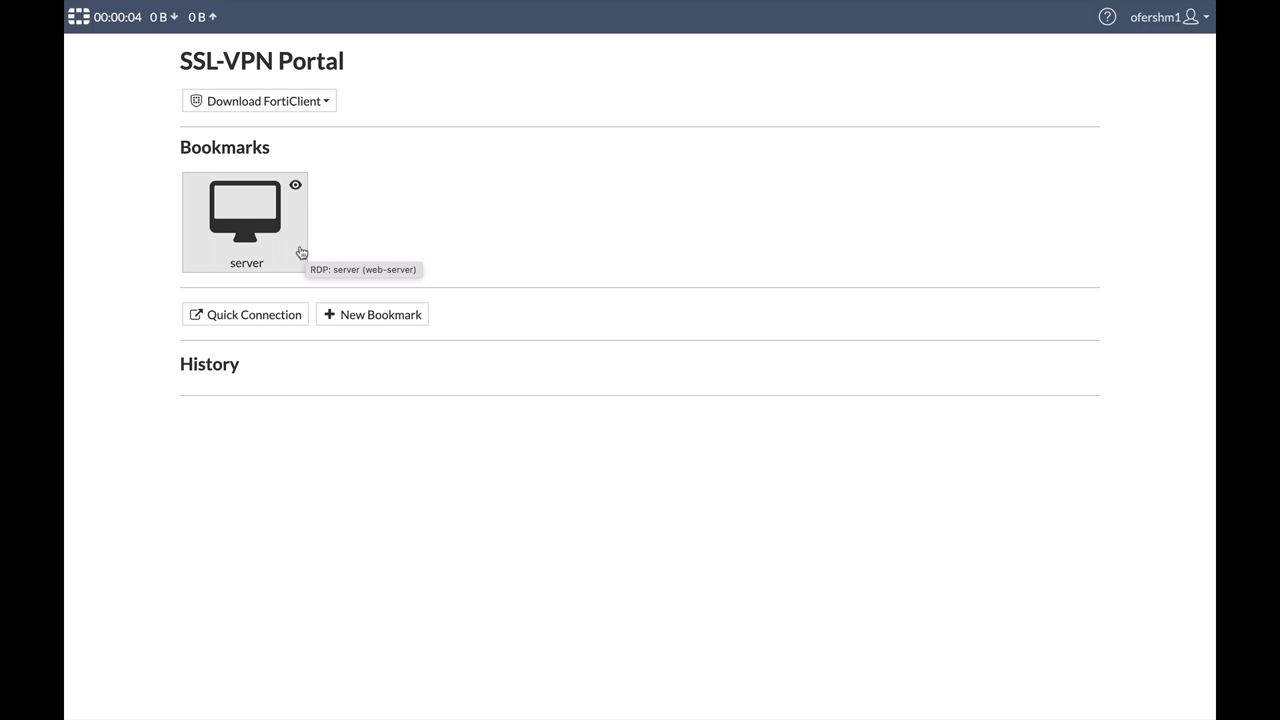 00:00:04 0 B 0 B ofershm1
SSL-VPN Portal
Download FortiClient
Bookmarks
server
RDP: server (web-server)
Quick Connection New Bookmark
History